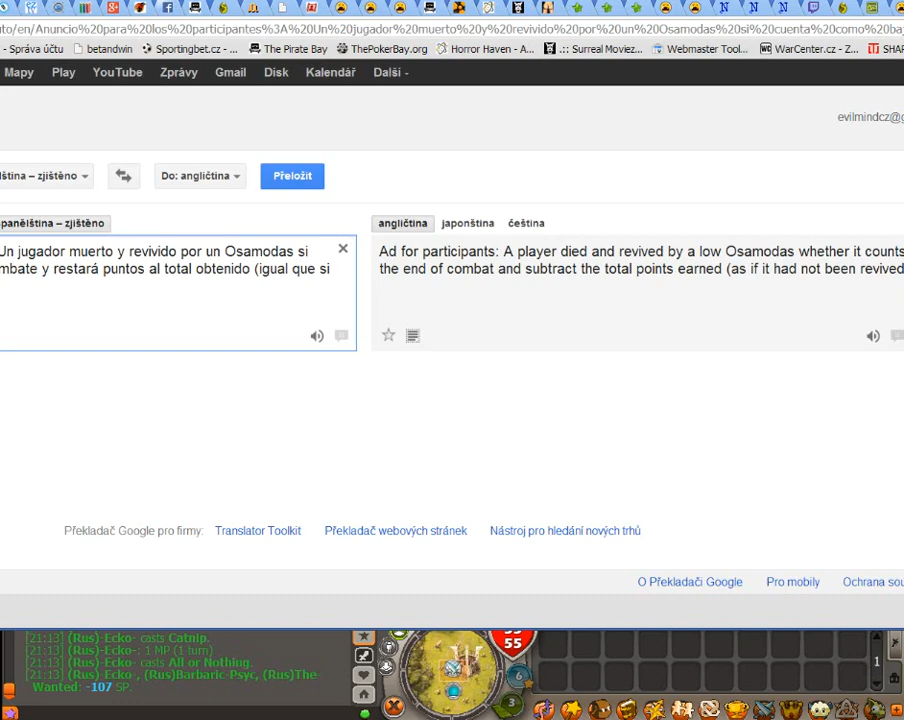 uto/en/Anuncio%20para%20los%20participantes%3A%20Un%20jugador%20muerto%20y%20revivido%20por%20un%20Osamodas%20si%20cuenta%20como%20baj
- Správa účtu betandwin Sportingbet.cz - ... The Pirate Bay ThePokerBay.org Horror Haven - A... .:: Surreal Moviez... Webmaster Tool... WarCenter.cz - Z... SHAR
Mapy Play YouTube Zprávy Gmail Disk Kalendář Další
evilmindcz@g
lština – zjištěno Do: angličtina Přeložit
panělština – zjištěno angličtina japonština čeština
Un jugador muerto y revivido por un Osamodas si
mbate y restará puntos al total obtenido (igual que si
Ad for participants: A player died and revived by a low Osamodas whether it counts
the end of combat and subtract the total points earned (as if it had not been revived
Překladač Google pro firmy: Translator Toolkit Překladač webových stránek Nástroj pro hledání nových trhů
O Překladači Google Pro mobily Ochrana sou
[21:13] (Rus)-Ecko- casts Catnip.
[21:13] (Rus)-Ecko-: 1 MP (1 turn)
[21:13] (Rus)-Ecko- casts All or Nothing.
[21:13] (Rus)-Ecko-, (Rus)Barbaric-Psyc, (Rus)The-
Wanted: -107 SP.
55
55
6
3
1